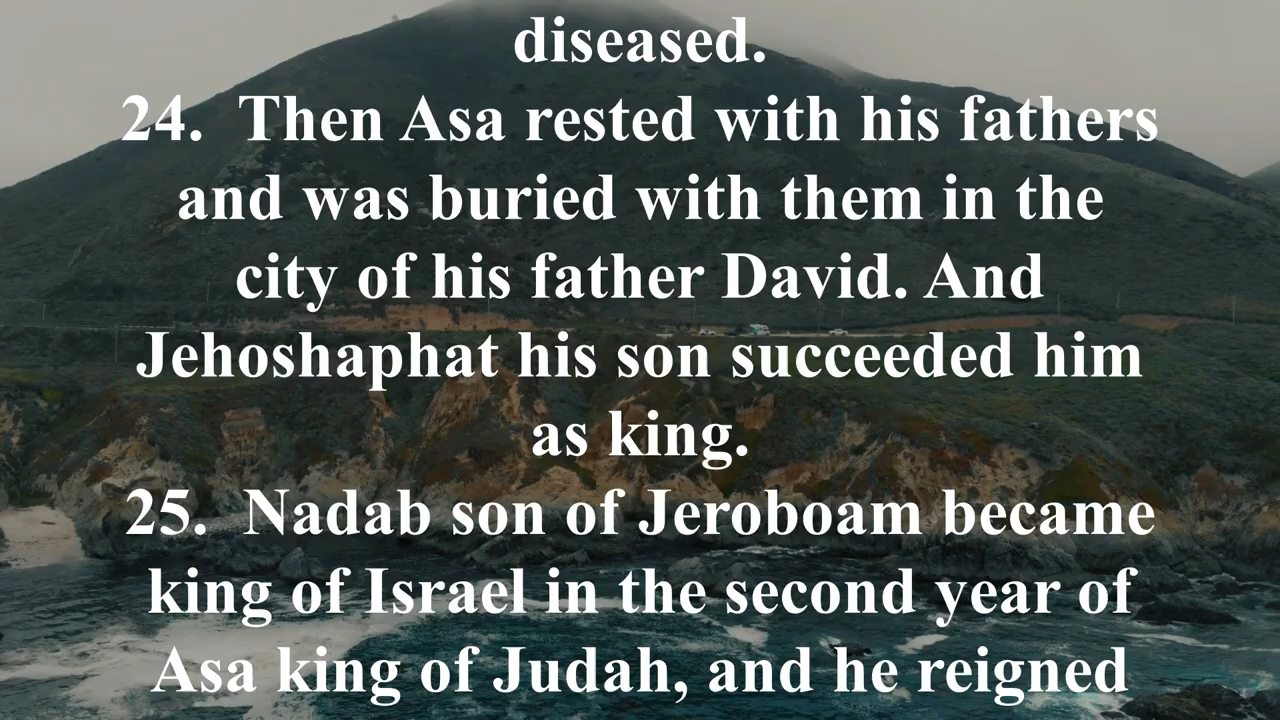 diseased.
24.  Then Asa rested with his fathers
and was buried with them in the
city of his father David. And
Jehoshaphat his son succeeded him
as king.
25.  Nadab son of Jeroboam became
king of Israel in the second year of
Asa king of Judah, and he reigned